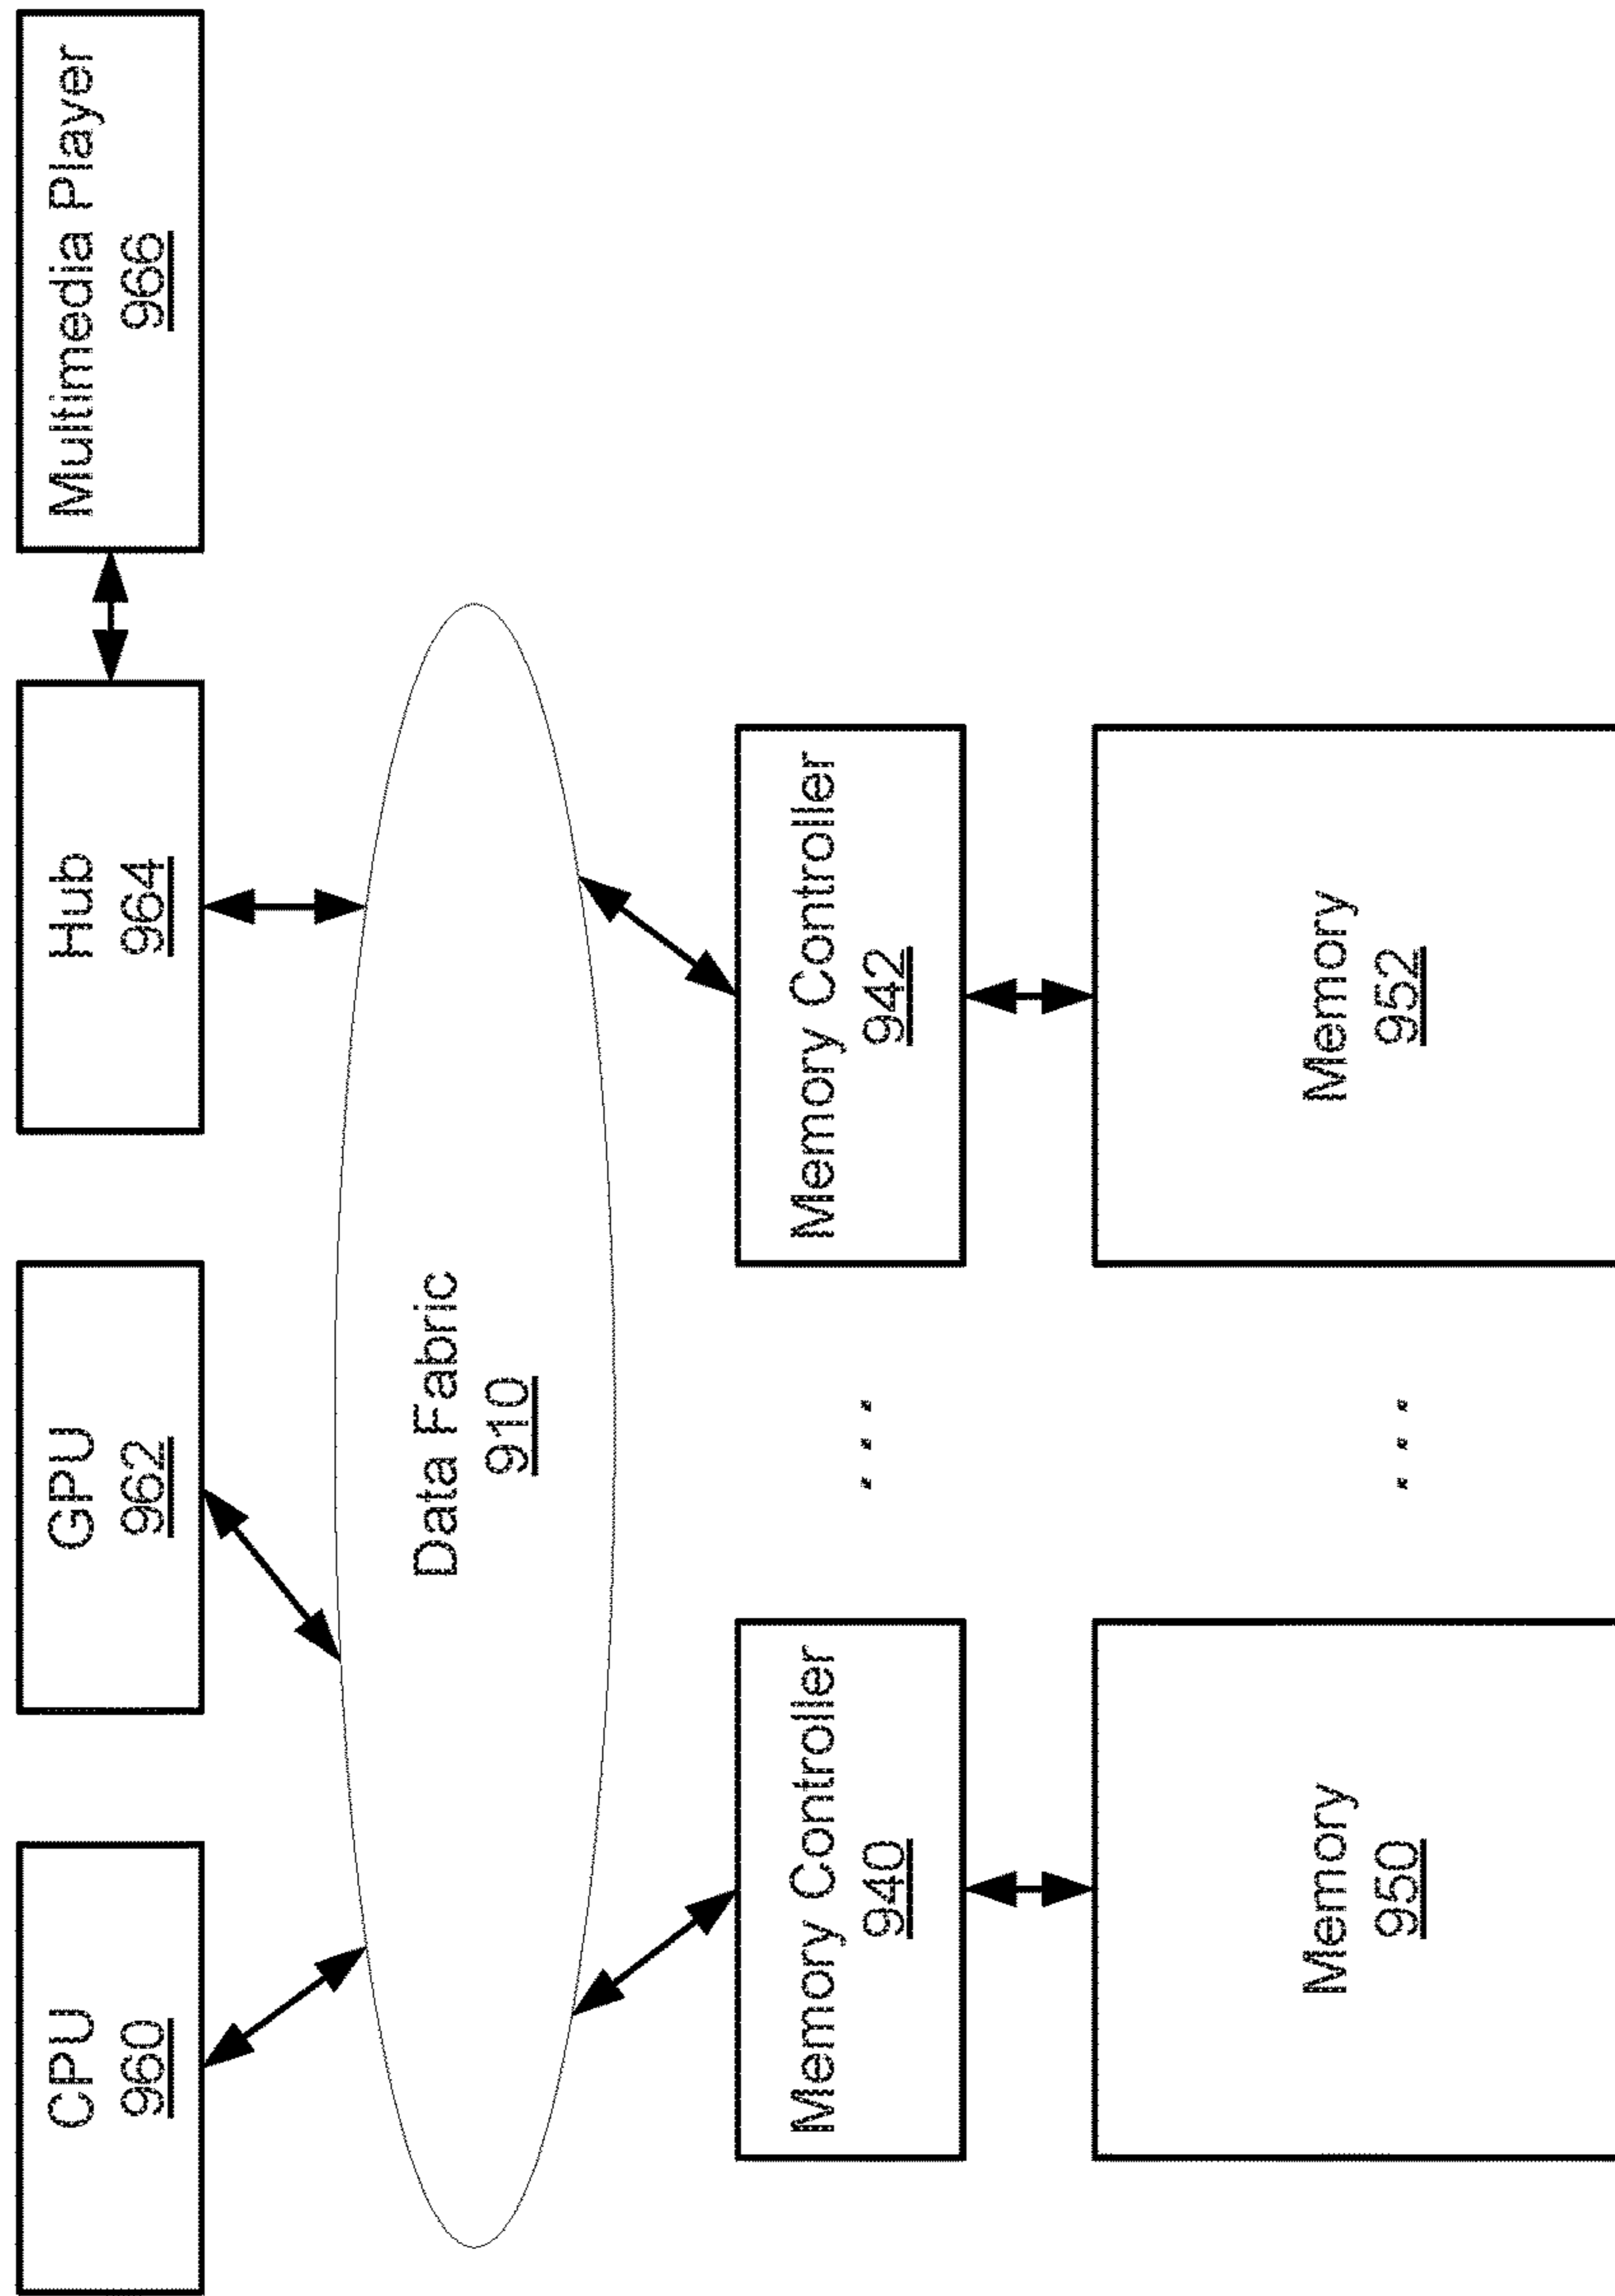 CPU
960
GPU
962
Hub
964
Multimedia Player
966
Data Fabric
910
Memory Controller
940
. . .
Memory Controller
942
Memory
950
. . .
Memory
952